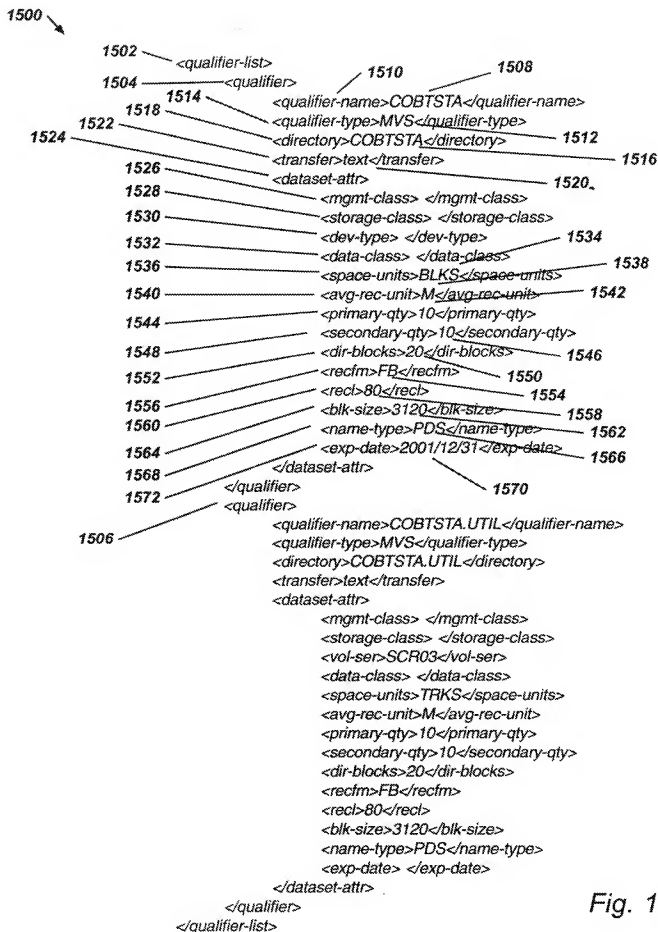 1500
1502
<qualifier-list>
1504
<qualifier>
1510
1508
1514
<qualifier-name>COBTSTA</qualifier-name>
1518
<qualifier-type>MVS</qualifier-type>
1522
<directory>COBTSTA</directory>
1512
1524
<transfer>text</transfer>
1516
<dataset-attr>
1520
1526
<mgmt-class> </mgmt-class>
1528
<storage-class> </storage-class>
1530
<dev-type> </dev-type>
1532
<data-class> </data-class>
1534
1536
<space-units>BLKS</space-units>
1538
1540
<avg-rec-unit>M</avg-rec-unit>
1542
1544
<primary-qty>10</primary-qty>
1548
<secondary-qty>10</secondary-qty>
1546
1552
<dir-blocks>20</dir-blocks>
1550
1556
<recfm>FB</recfm>
1554
1560
<recl>80</recl>
1558
1564
<blk-size>3120</blk-size>
1562
1568
<name-type>PDS</name-type>
1566
1572
<exp-date>2001/12/31</exp-date>
1570
</dataset-attr>
</qualifier>
1506
<qualifier>
<qualifier-name>COBTSTA.UTIL</qualifier-name>
<qualifier-type>MVS</qualifier-type>
<directory>COBTSTA.UTIL</directory>
<transfer>text</transfer>
<dataset-attr>
<mgmt-class> </mgmt-class>
<storage-class> </storage-class>
<vol-ser>SCR03</vol-ser>
<data-class> </data-class>
<space-units>TRKS</space-units>
<avg-rec-unit>M</avg-rec-unit>
<primary-qty>10</primary-qty>
<secondary-qty>10</secondary-qty>
<dir-blocks>20</dir-blocks>
<recfm>FB</recfm>
<recl>80</recl>
<blk-size>3120</blk-size>
<name-type>PDS</name-type>
<exp-date> </exp-date>
</dataset-attr>
</qualifier>
</qualifier-list>
Fig. 1